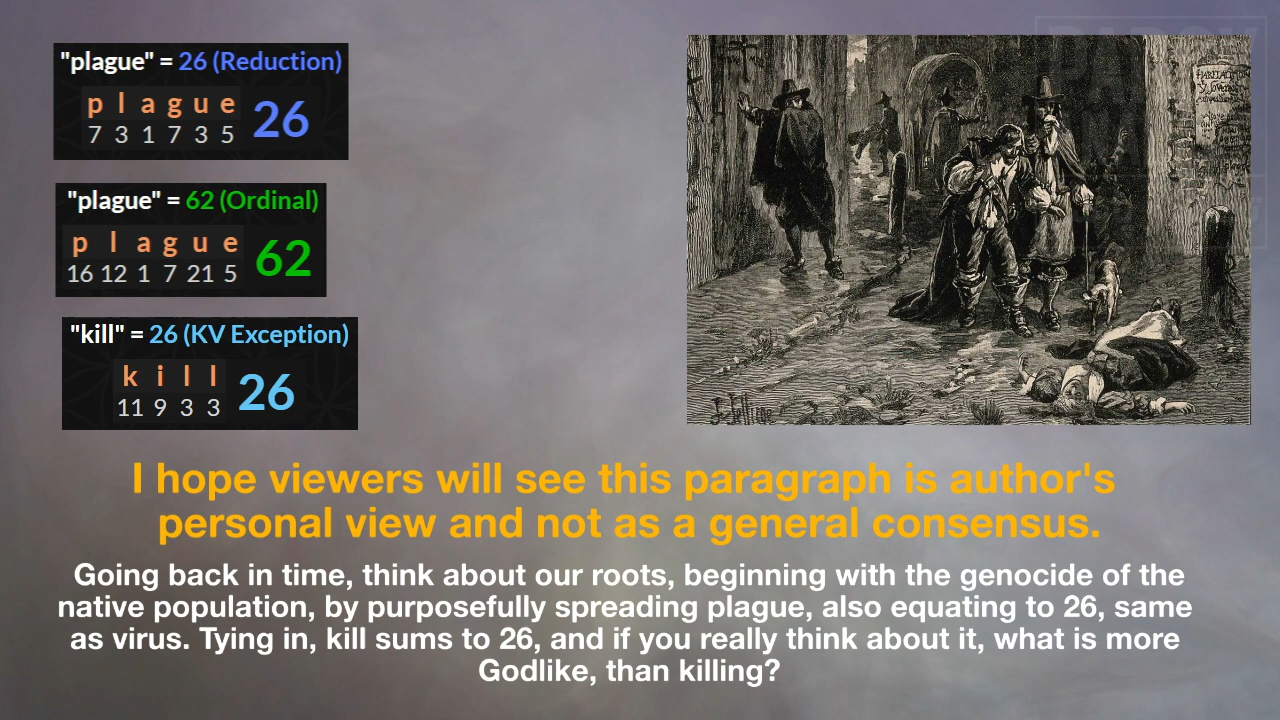 "plague" = 26 (Reduction)
p l a g u e 26
7 3 1 7 3 5
"plague" = 62 (Ordinal)
p l a g u e 62
16 12 1 7 21 5
"kill" = 26 (KV Exception)
k i l l 26
11 9 3 3
I hope viewers will see this paragraph is author's
personal view and not as a general consensus.
Going back in time, think about our roots, beginning with the genocide of the
native population, by purposefully spreading plague, also equating to 26, same
as virus. Tying in, kill sums to 26, and if you really think about it, what is more
Godlike, than killing?